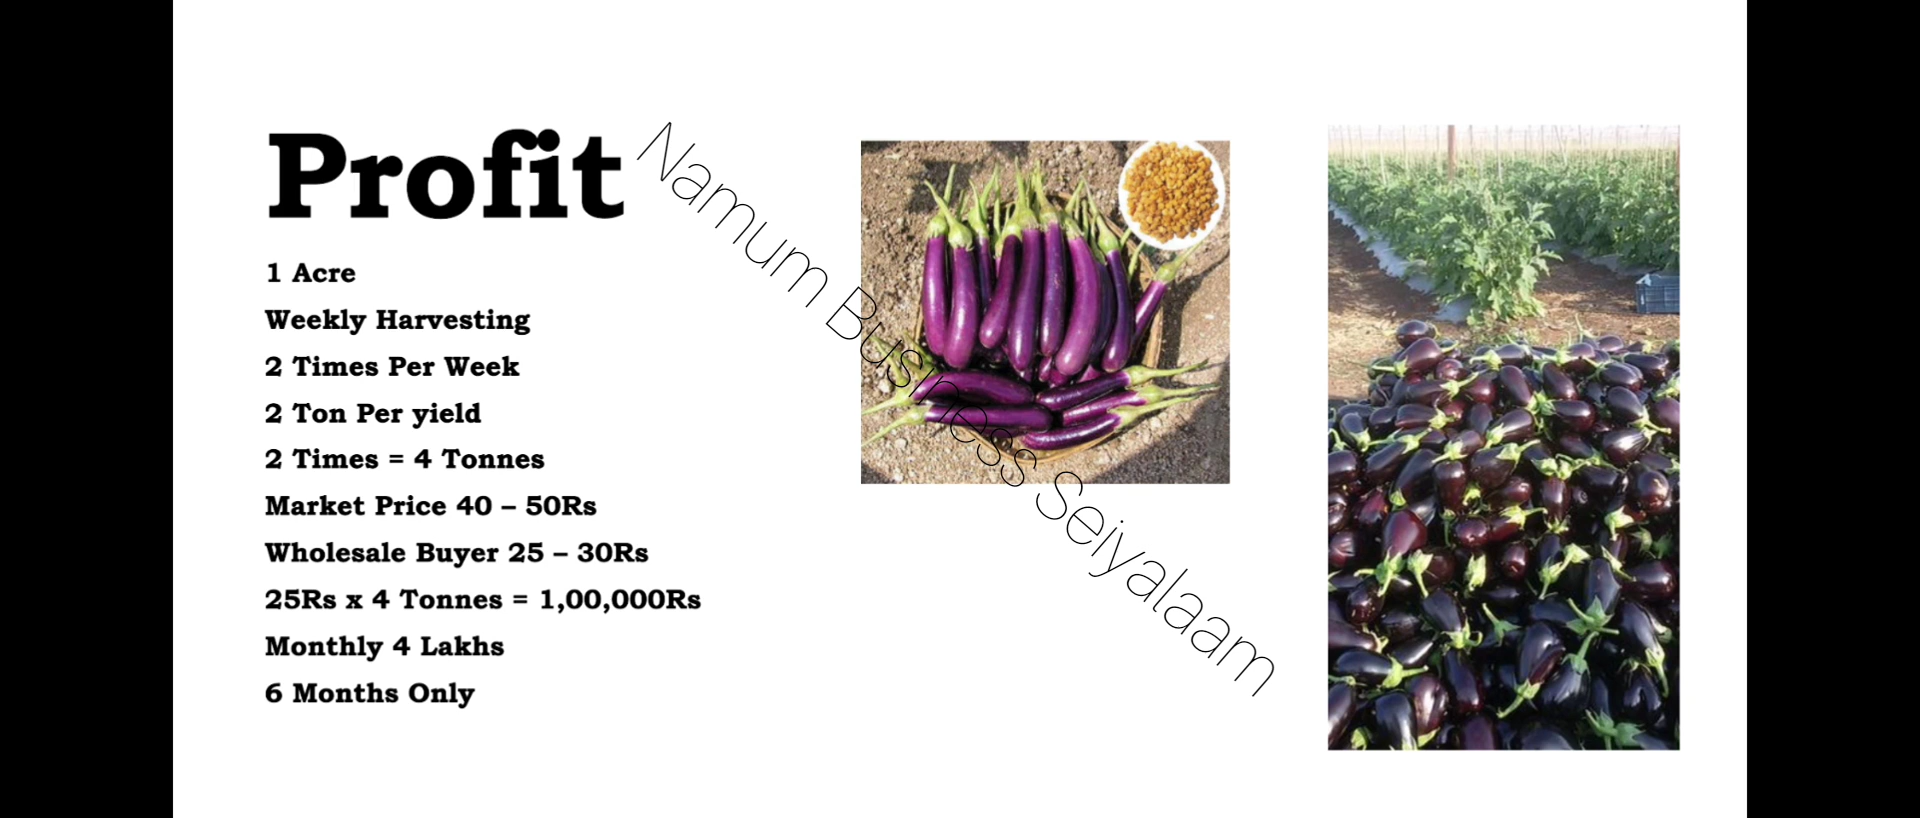 Profit
1 Acre
Weekly Harvesting
2 Times Per Week
2 Ton Per yield
2 Times = 4 Tonnes
Market Price 40 – 50Rs
Wholesale Buyer 25 – 30Rs
25Rs x 4 Tonnes = 1,00,000Rs
Monthly 4 Lakhs
6 Months Only
Namum Business Seiyalaam